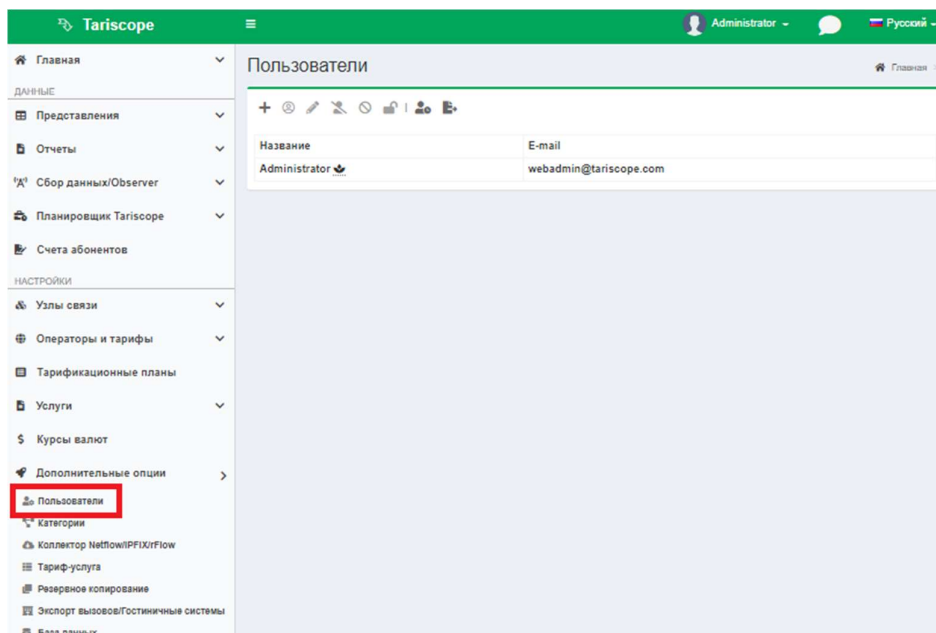 Tariscope
Administrator
Русский
Главная
ДАННЫЕ
Представления
Отчеты
Сбор данных/Observer
Планировщик Tariscope
Счета абонентов
НАСТРОЙКИ
Узлы связи
Операторы и тарифы
Тарификационные планы
Услуги
Курсы валют
Дополнительные опции
Пользователи
Категории
Коллектор Netflow/IPFIX/rFlow
Тариф-услуга
Резервное копирование
Экспорт вызовов/Гостиничные системы
База данных
Пользователи
Главная
Название E-mail
Administrator webadmin@tariscope.com